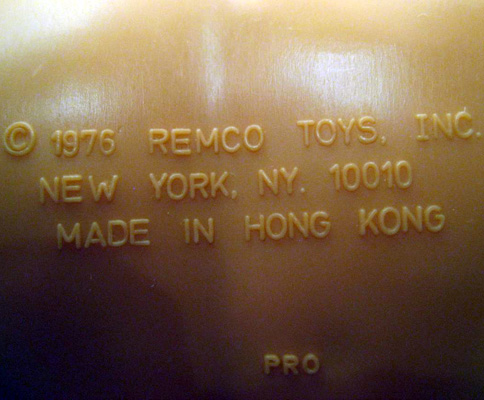 © 1976 REMCO TOYS, INC.
NEW YORK, NY. 10010
MADE IN HONG KONG
PRO